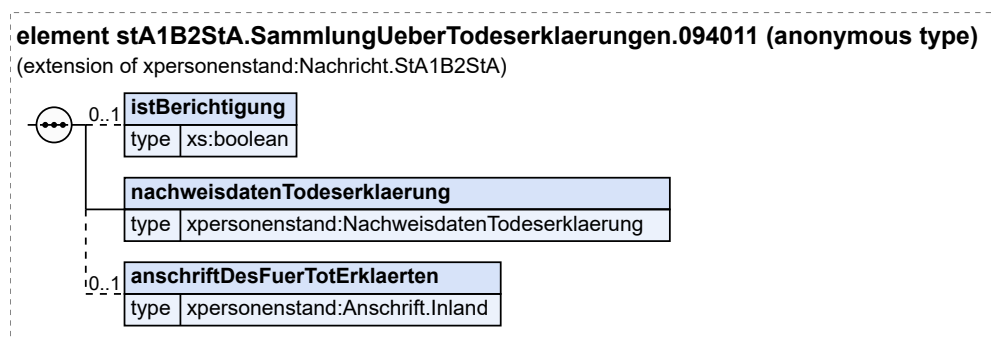 element stA1B2StA.SammlungUeberTodeserklaerungen.094011 (anonymous type)
(extension of xpersonenstand:Nachricht.StA1B2StA)
0..1 istBerichtigung
type xs:boolean
nachweisdatenTodeserklaerung
type xpersonenstand:NachweisdatenTodeserklaerung
0..1 anschriftDesFuerTotErklaerten
type xpersonenstand:Anschrift.Inland